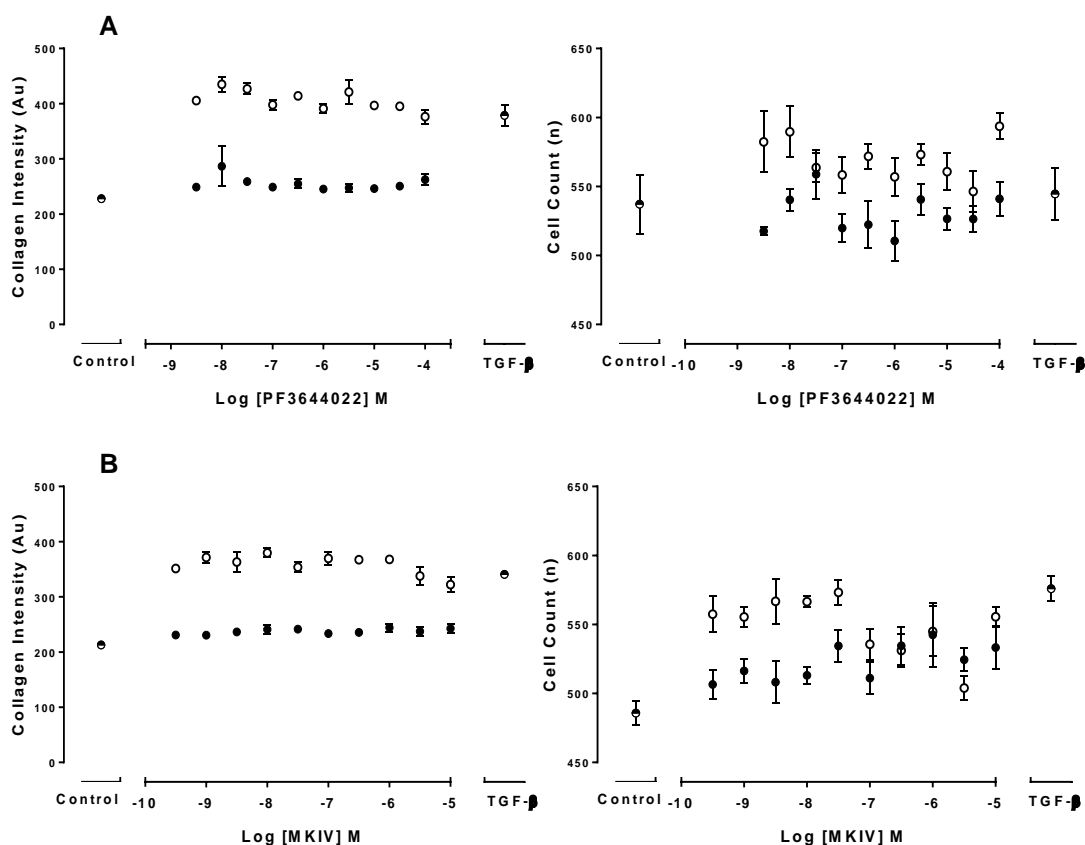 A
Collagen Intensity (Au)
500
400
300
200
100
0
Control
-9
-8
-7
-6
-5
-4
TGF-β
Log [PF3644022] M
Cell Count (n)
650
600
550
500
450
Control
-10
-9
-8
-7
-6
-5
-4
TGF-β
Log [PF3644022] M
B
Collagen Intensity (Au)
500
400
300
200
100
0
Control
-10
-9
-8
-7
-6
-5
TGF-β
Log [MKIV] M
Cell Count (n)
650
600
550
500
450
Control
-10
-9
-8
-7
-6
-5
TGF-β
Log [MKIV] M